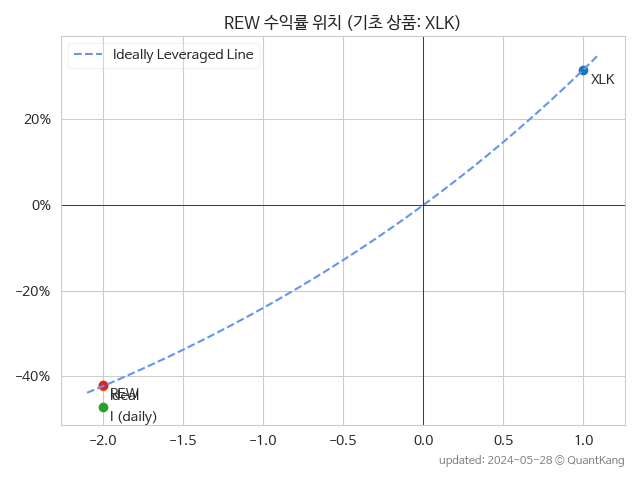 REW 수익률 위치 (기초 상품: XLK)
Ideally Leveraged Line
XLK
20%
0%
−20%
−40%
REW
Ideal
I (daily)
−2.0 −1.5 −1.0 −0.5 0.0 0.5 1.0
updated: 2024-05-28 © QuantKang